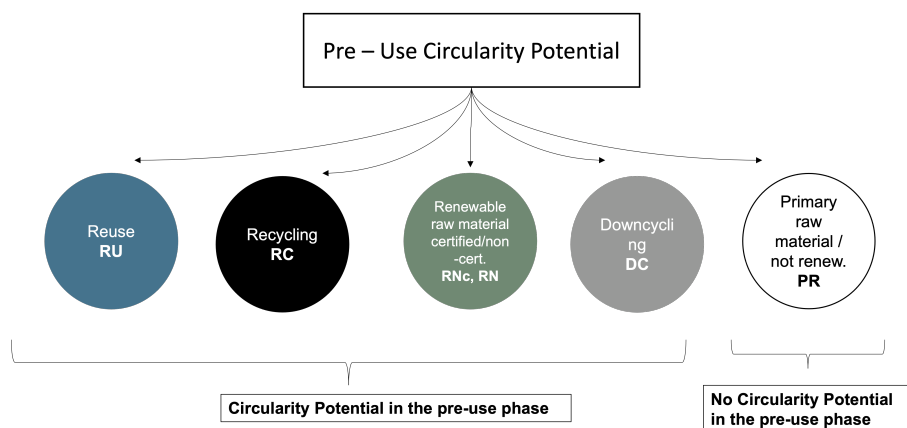 Pre – Use Circularity Potential
Reuse
RU
Recycling
RC
Renewable
raw material
certified/non
-cert.
RNc, RN
Downcycli
ng
DC
Primary
raw
material /
not renew.
PR
Circularity Potential in the pre-use phase
No Circularity Potential
in the pre-use phase